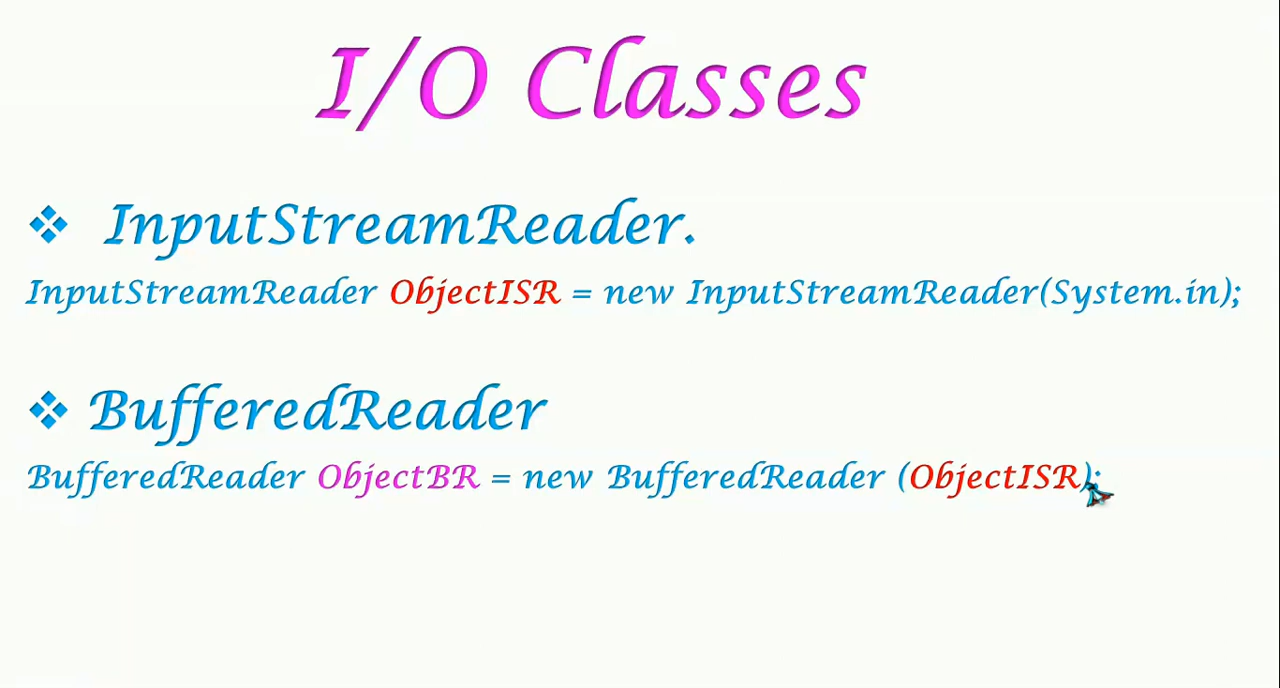 I/O Classes
❖ InputStreamReader.
InputStreamReader ObjectISR = new InputStreamReader(System.in);
❖ BufferedReader
BufferedReader ObjectBR = new BufferedReader (ObjectISR);